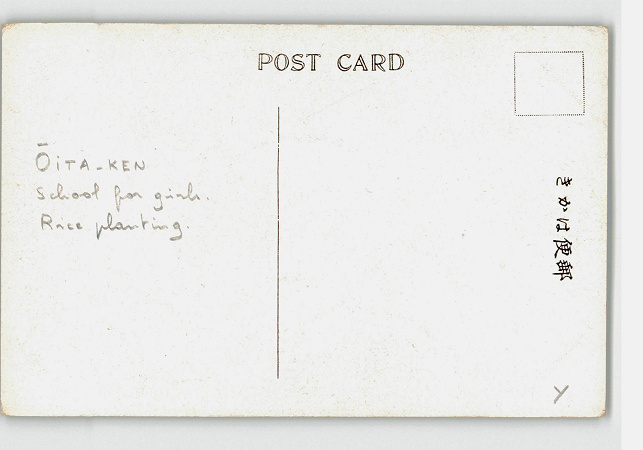 POST CARD
ŌITA-KEN
School for girls.
Rice planting.
きかは便郵
Y